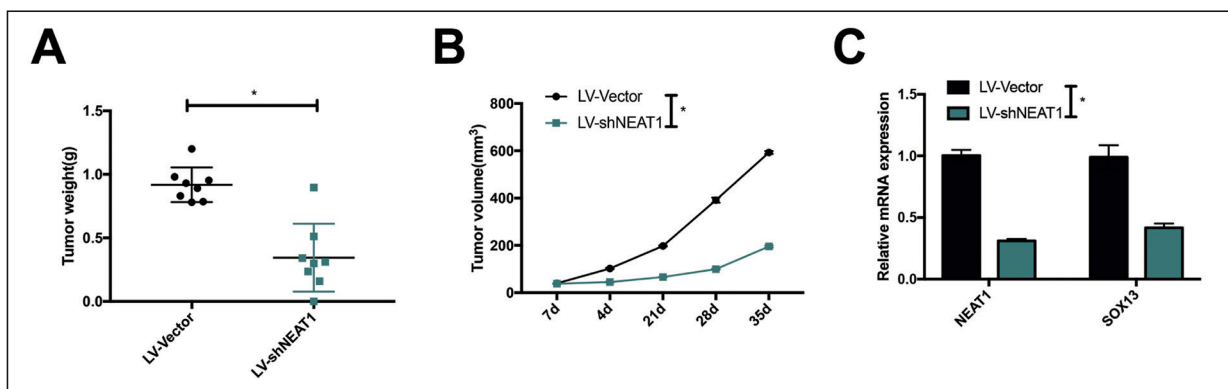 A
*
Tumor weight(g)
1.5
1.0
0.5
0.0
LV-Vector
LV-shNEAT1
B
LV-Vector
LV-shNEAT1
*
Tumor volume(mm³)
800
600
400
200
0
7d
4d
21d
28d
35d
C
LV-Vector
LV-shNEAT1
*
Relative mRNA expression
1.5
1.0
0.5
0.0
NEAT1
SOX13